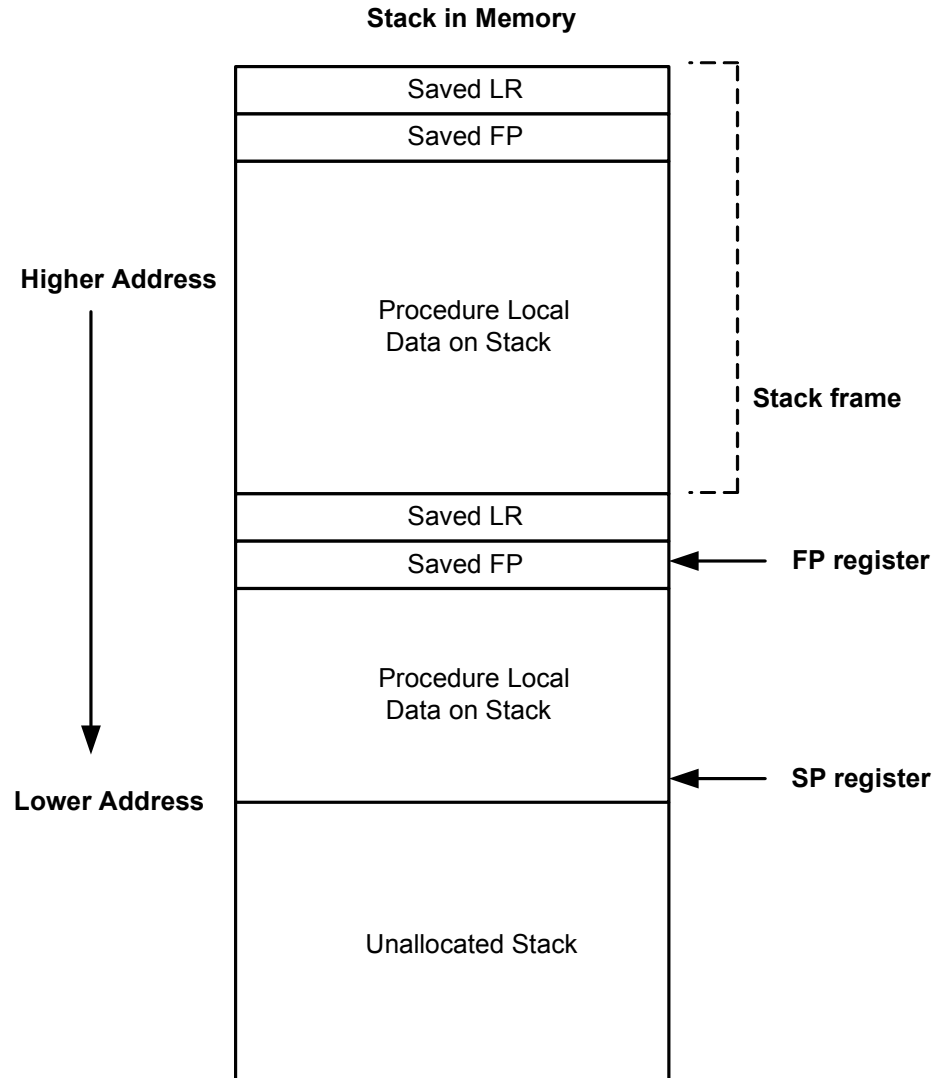 Stack in Memory
Saved LR
Saved FP
Higher Address
Procedure Local
Data on Stack
Stack frame
Saved LR
Saved FP
FP register
Procedure Local
Data on Stack
SP register
Lower Address
Unallocated Stack